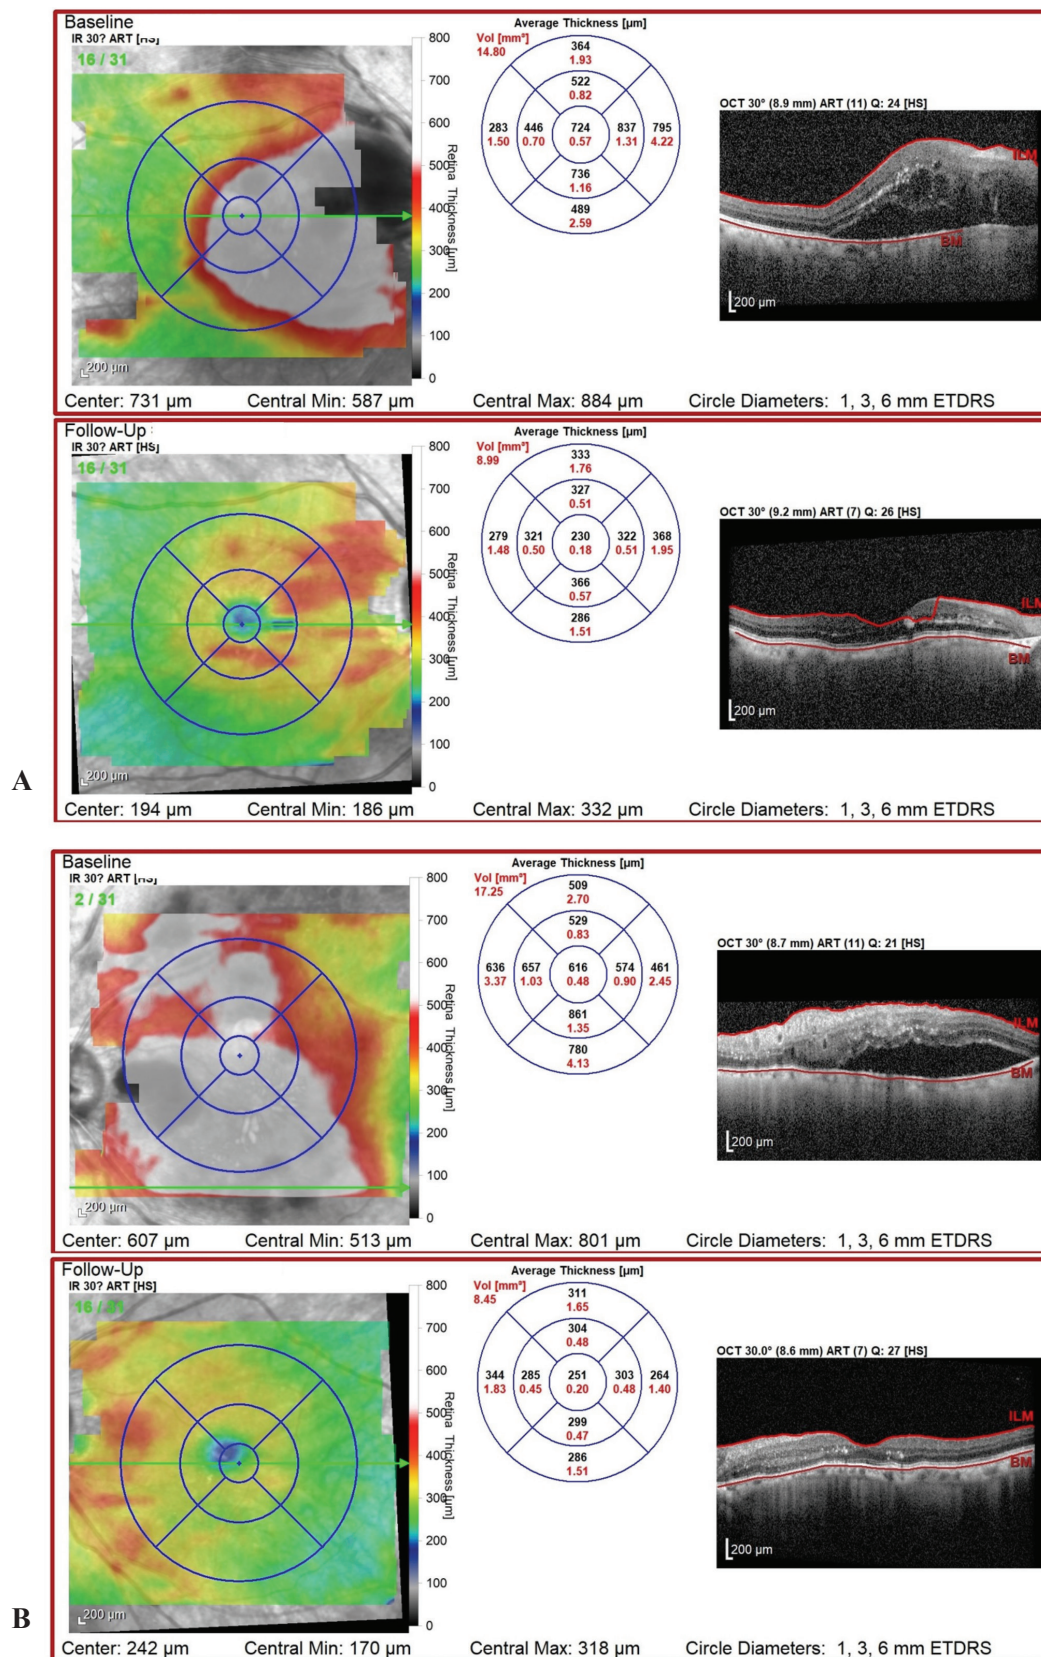 Baseline
IR 30? ART [HS]
16 / 31
800
700
600
500
400
300
200
100
0
Retina Thickness [µm]
200 µm
Average Thickness [µm]
Vol [mm³]
14.80
364
1.93
522
0.82
283 446 724 837 795
1.50 0.70 0.57 1.31 4.22
736
1.16
489
2.59
OCT 30° (8.9 mm) ART (11) Q: 24 [HS]
ILM
BM
200 µm
Center: 731 µm Central Min: 587 µm Central Max: 884 µm Circle Diameters: 1, 3, 6 mm ETDRS
Follow-Up
IR 30? ART [HS]
16 / 31
800
700
600
500
400
300
200
100
0
Retina Thickness [µm]
200 µm
Average Thickness [µm]
Vol [mm³]
8.99
333
1.76
327
0.51
279 321 230 322 368
1.48 0.50 0.18 0.51 1.95
366
0.57
286
1.51
OCT 30° (9.2 mm) ART (7) Q: 26 [HS]
ILM
BM
200 µm
A
Center: 194 µm Central Min: 186 µm Central Max: 332 µm Circle Diameters: 1, 3, 6 mm ETDRS
Baseline
IR 30? ART [HS]
2 / 31
800
700
600
500
400
300
200
100
0
Retina Thickness [µm]
200 µm
Average Thickness [µm]
Vol [mm³]
17.25
509
2.70
529
0.83
636 657 616 574 461
3.37 1.03 0.48 0.90 2.45
861
1.35
780
4.13
OCT 30° (8.7 mm) ART (11) Q: 21 [HS]
ILM
BM
200 µm
Center: 607 µm Central Min: 513 µm Central Max: 801 µm Circle Diameters: 1, 3, 6 mm ETDRS
Follow-Up
IR 30? ART [HS]
16 / 31
800
700
600
500
400
300
200
100
0
Retina Thickness [µm]
200 µm
Average Thickness [µm]
Vol [mm³]
8.45
311
1.65
304
0.48
344 285 251 303 264
1.83 0.45 0.20 0.48 1.40
299
0.47
286
1.51
OCT 30.0° (8.6 mm) ART (7) Q: 27 [HS]
ILM
BM
200 µm
B
Center: 242 µm Central Min: 170 µm Central Max: 318 µm Circle Diameters: 1, 3, 6 mm ETDRS